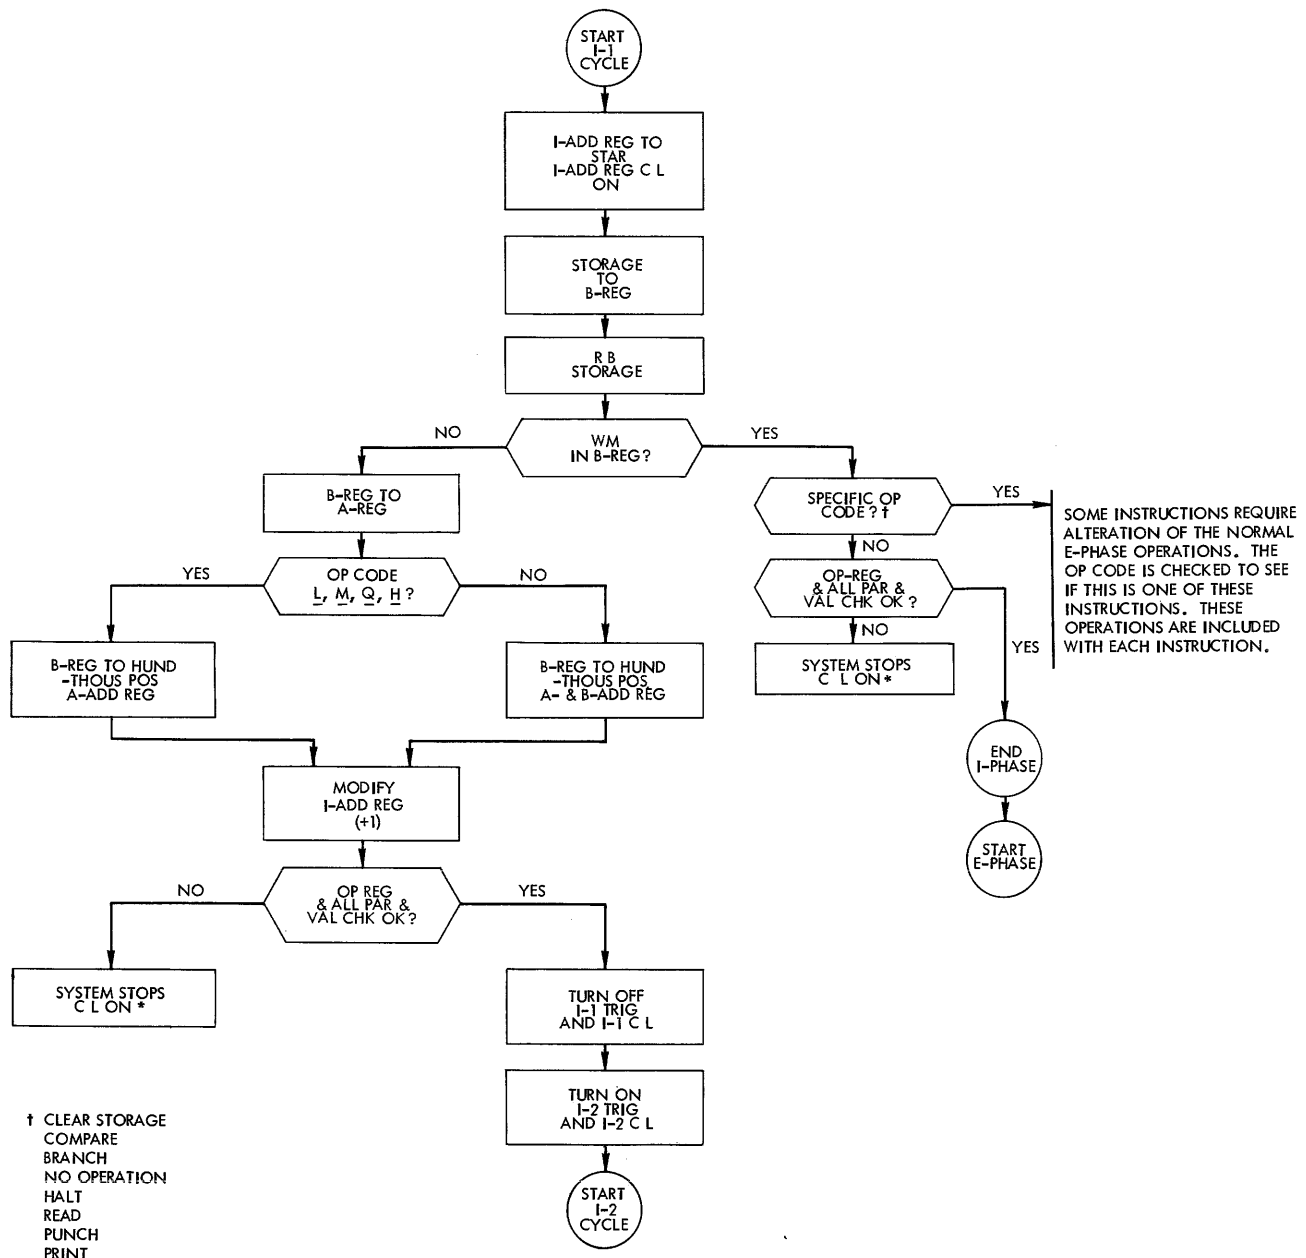 START
I-1
CYCLE
I-ADD REG TO
STAR
I-ADD REG C L
ON
STORAGE
TO
B-REG
R B
STORAGE
WM
IN B-REG?
NO
YES
B-REG TO
A-REG
SPECIFIC OP
CODE? †
YES
SOME INSTRUCTIONS REQUIRE
ALTERATION OF THE NORMAL
E-PHASE OPERATIONS. THE
OP CODE IS CHECKED TO SEE
IF THIS IS ONE OF THESE
INSTRUCTIONS. THESE
OPERATIONS ARE INCLUDED
WITH EACH INSTRUCTION.
NO
OP CODE
L, M, Q, H?
YES
NO
OP-REG
& ALL PAR &
VAL CHK OK?
NO
YES
B-REG TO HUND
-THOUS POS
A-ADD REG
B-REG TO HUND
-THOUS POS
A- & B-ADD REG
SYSTEM STOPS
C L ON *
END
I-PHASE
START
E-PHASE
MODIFY
I-ADD REG
(+1)
OP REG
& ALL PAR &
VAL CHK OK?
NO
YES
SYSTEM STOPS
C L ON *
TURN OFF
I-1 TRIG
AND I-1 C L
TURN ON
I-2 TRIG
AND I-2 C L
START
I-2
CYCLE
† CLEAR STORAGE
COMPARE
BRANCH
NO OPERATION
HALT
READ
PUNCH
PRINT